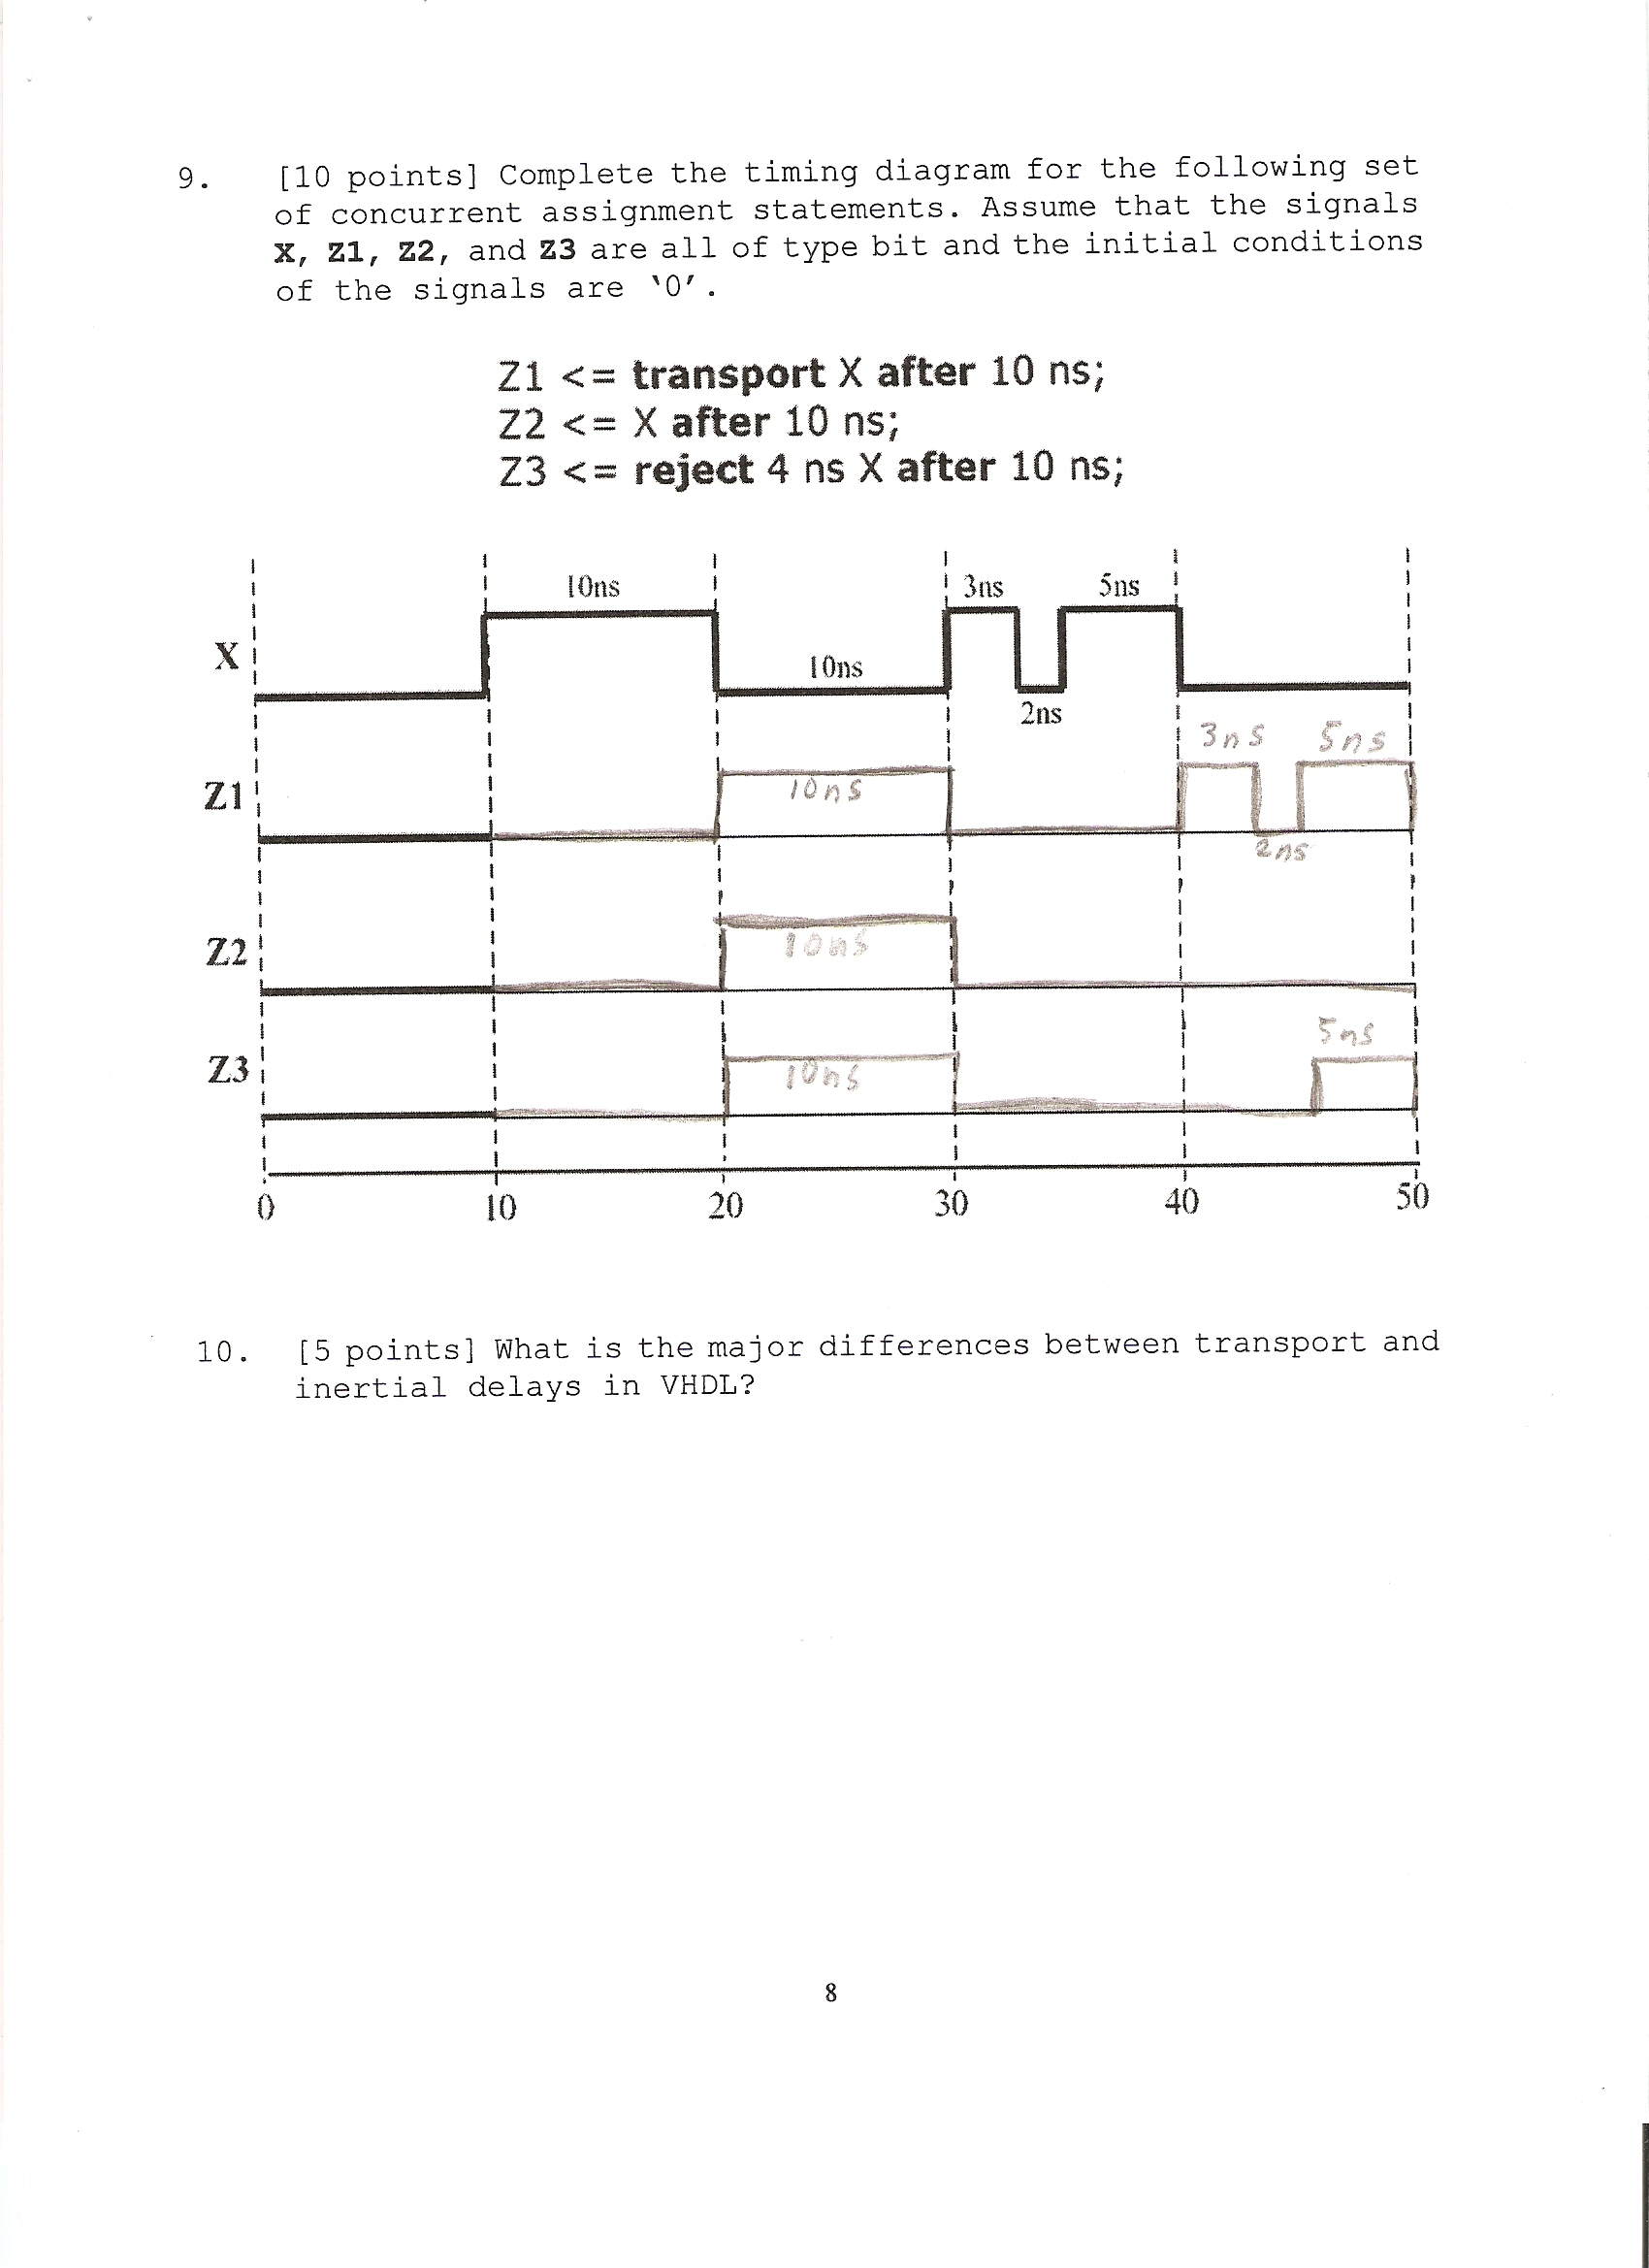 9. [10 points] Complete the timing diagram for the following set
of concurrent assignment statements. Assume that the signals
X, Z1, Z2, and Z3 are all of type bit and the initial conditions
of the signals are ‘0’.
Z1 <= transport X after 10 ns;
Z2 <= X after 10 ns;
Z3 <= reject 4 ns X after 10 ns;
10ns 3ns 5ns
X 10ns
2ns
3ns 5ns
Z1 10ns
2ns
Z2 10ns
5ns
Z3 10ns
0 10 20 30 40 50
10. [5 points] What is the major differences between transport and
inertial delays in VHDL?
8